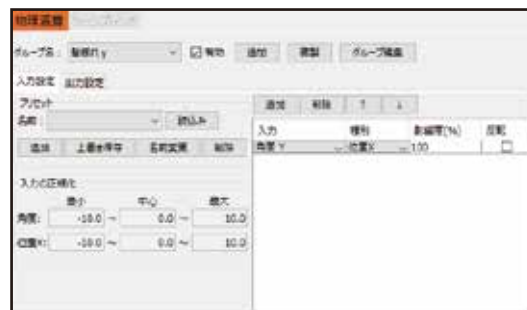 物理演算
グループ名: 髪揺れy 有効 追加 複製 グループ編集
入力設定 出力設定
プリセット
名前: 読込み
追加 上書き保存 名前変更 削除
追加 削除 ↑ ↓
入力 種別 影響度(%) 反転
角度 Y 位置X 100
入力の正規化
最小 中心 最大
角度: -10.0 ~ 0.0 ~ 10.0
位置X: -10.0 ~ 0.0 ~ 10.0